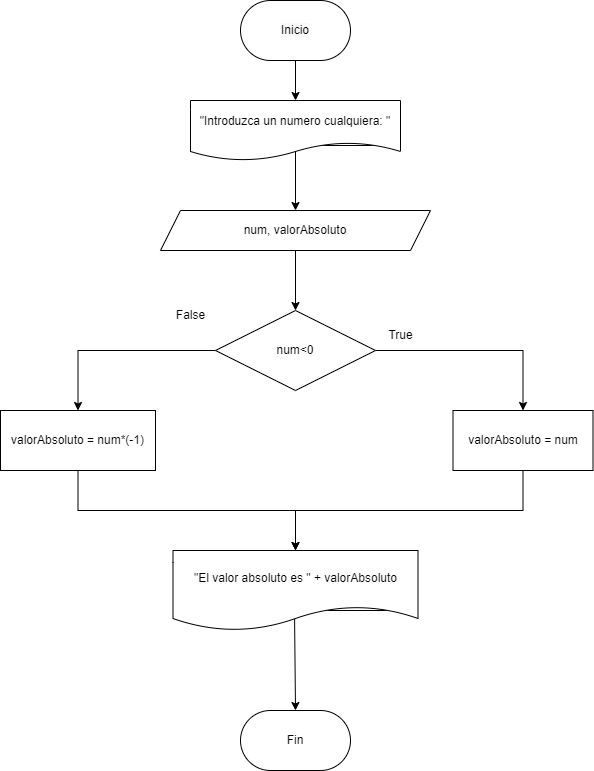 Inicio
"Introduzca un numero cualquiera: "
num, valorAbsoluto
False
True
num<0
valorAbsoluto = num*(-1)
valorAbsoluto = num
"El valor absoluto es " + valorAbsoluto
Fin